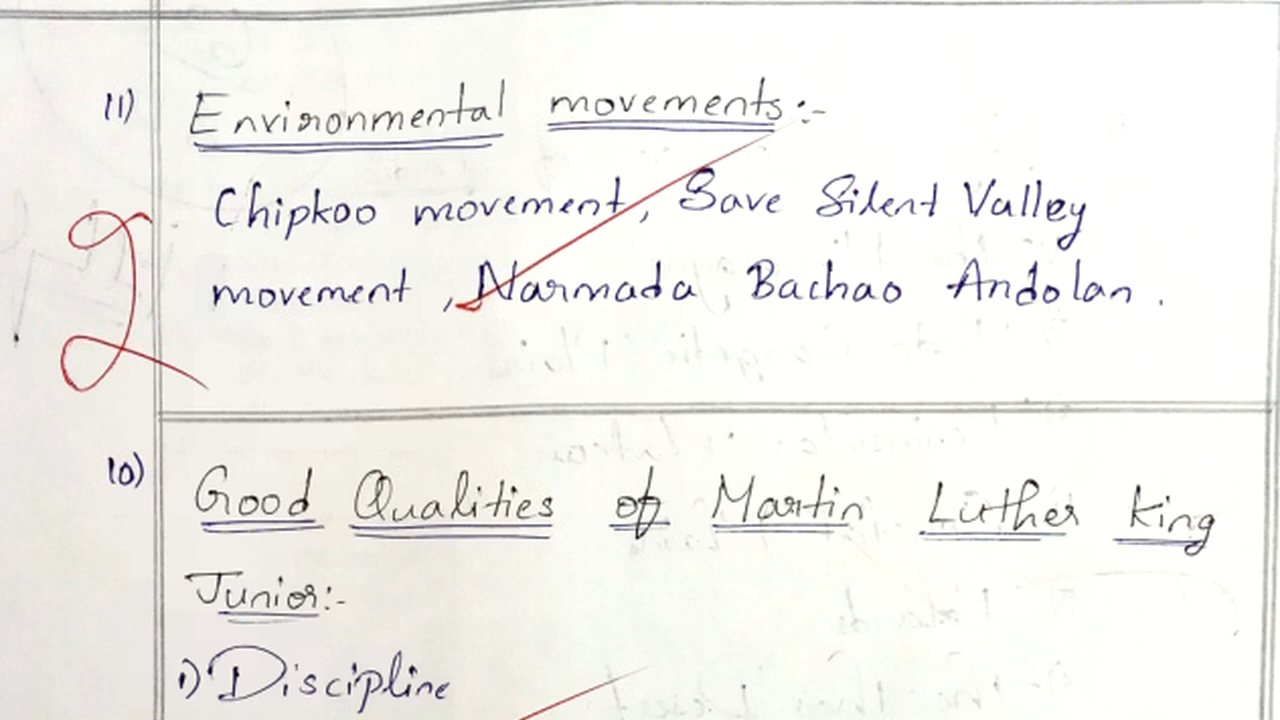 11) Environmental movements:-
Chipkoo movement, Save Silent Valley
2
movement, Narmada Bachao Andolan.
10) Good Qualities of Martin Luther King
Junior:-
1) Discipline